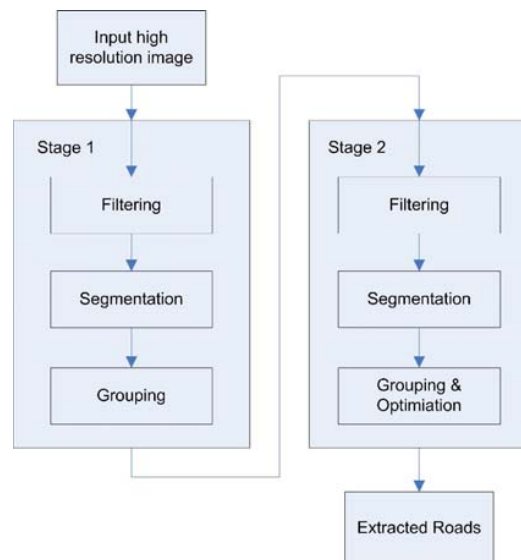 Input high
resolution image
Stage 1
Filtering
Segmentation
Grouping
Stage 2
Filtering
Segmentation
Grouping &
Optimiation
Extracted Roads